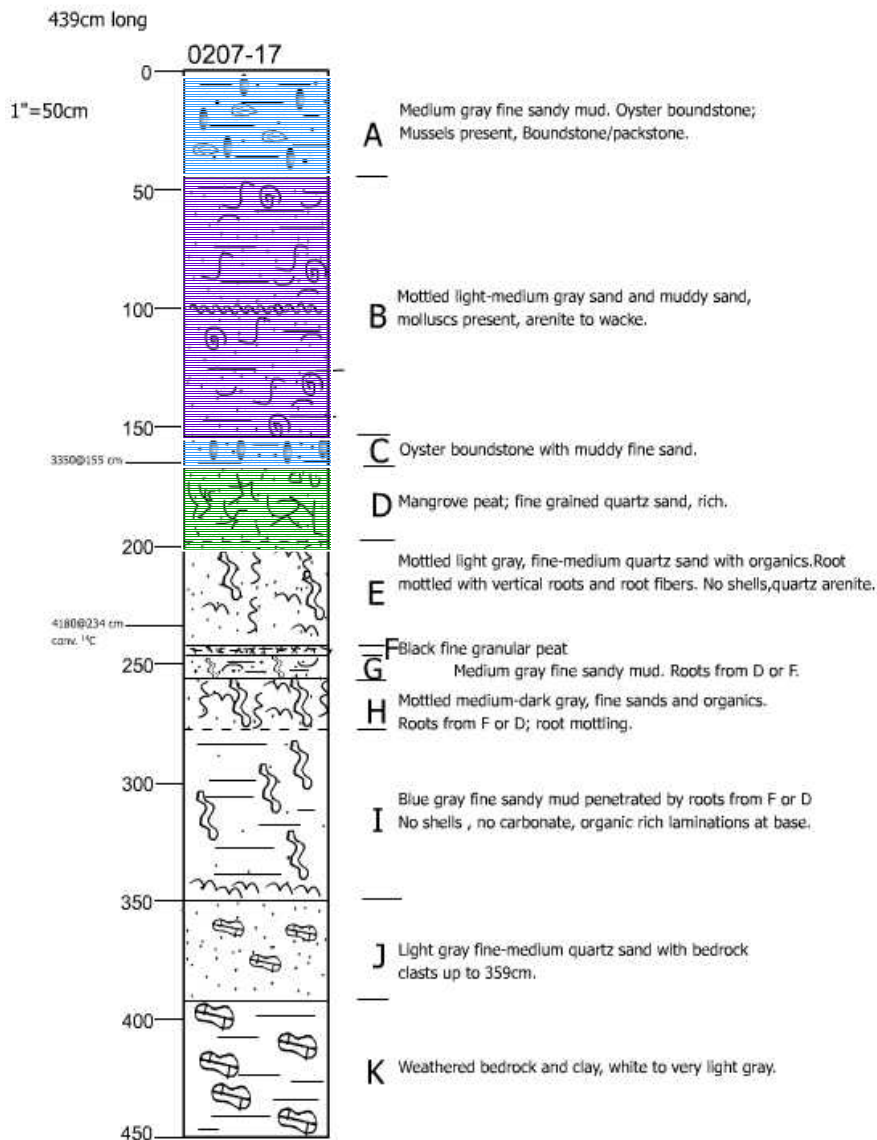 439cm long
0207-17
1"=50cm
0
50
100
150
3350@155 cm
200
4180@234 cm
conv. ¹⁴C
250
300
350
400
450
A
Medium gray fine sandy mud. Oyster boundstone;
Mussels present, Boundstone/packstone.
B
Mottled light-medium gray sand and muddy sand,
molluscs present, arenite to wacke.
C
Oyster boundstone with muddy fine sand.
D
Mangrove peat; fine grained quartz sand, rich.
E
Mottled light gray, fine-medium quartz sand with organics.Root
mottled with vertical roots and root fibers. No shells,quartz arenite.
F
Black fine granular peat
G
Medium gray fine sandy mud. Roots from D or F.
H
Mottled medium-dark gray, fine sands and organics.
Roots from F or D; root mottling.
I
Blue gray fine sandy mud penetrated by roots from F or D
No shells , no carbonate, organic rich laminations at base.
J
Light gray fine-medium quartz sand with bedrock
clasts up to 359cm.
K
Weathered bedrock and clay, white to very light gray.